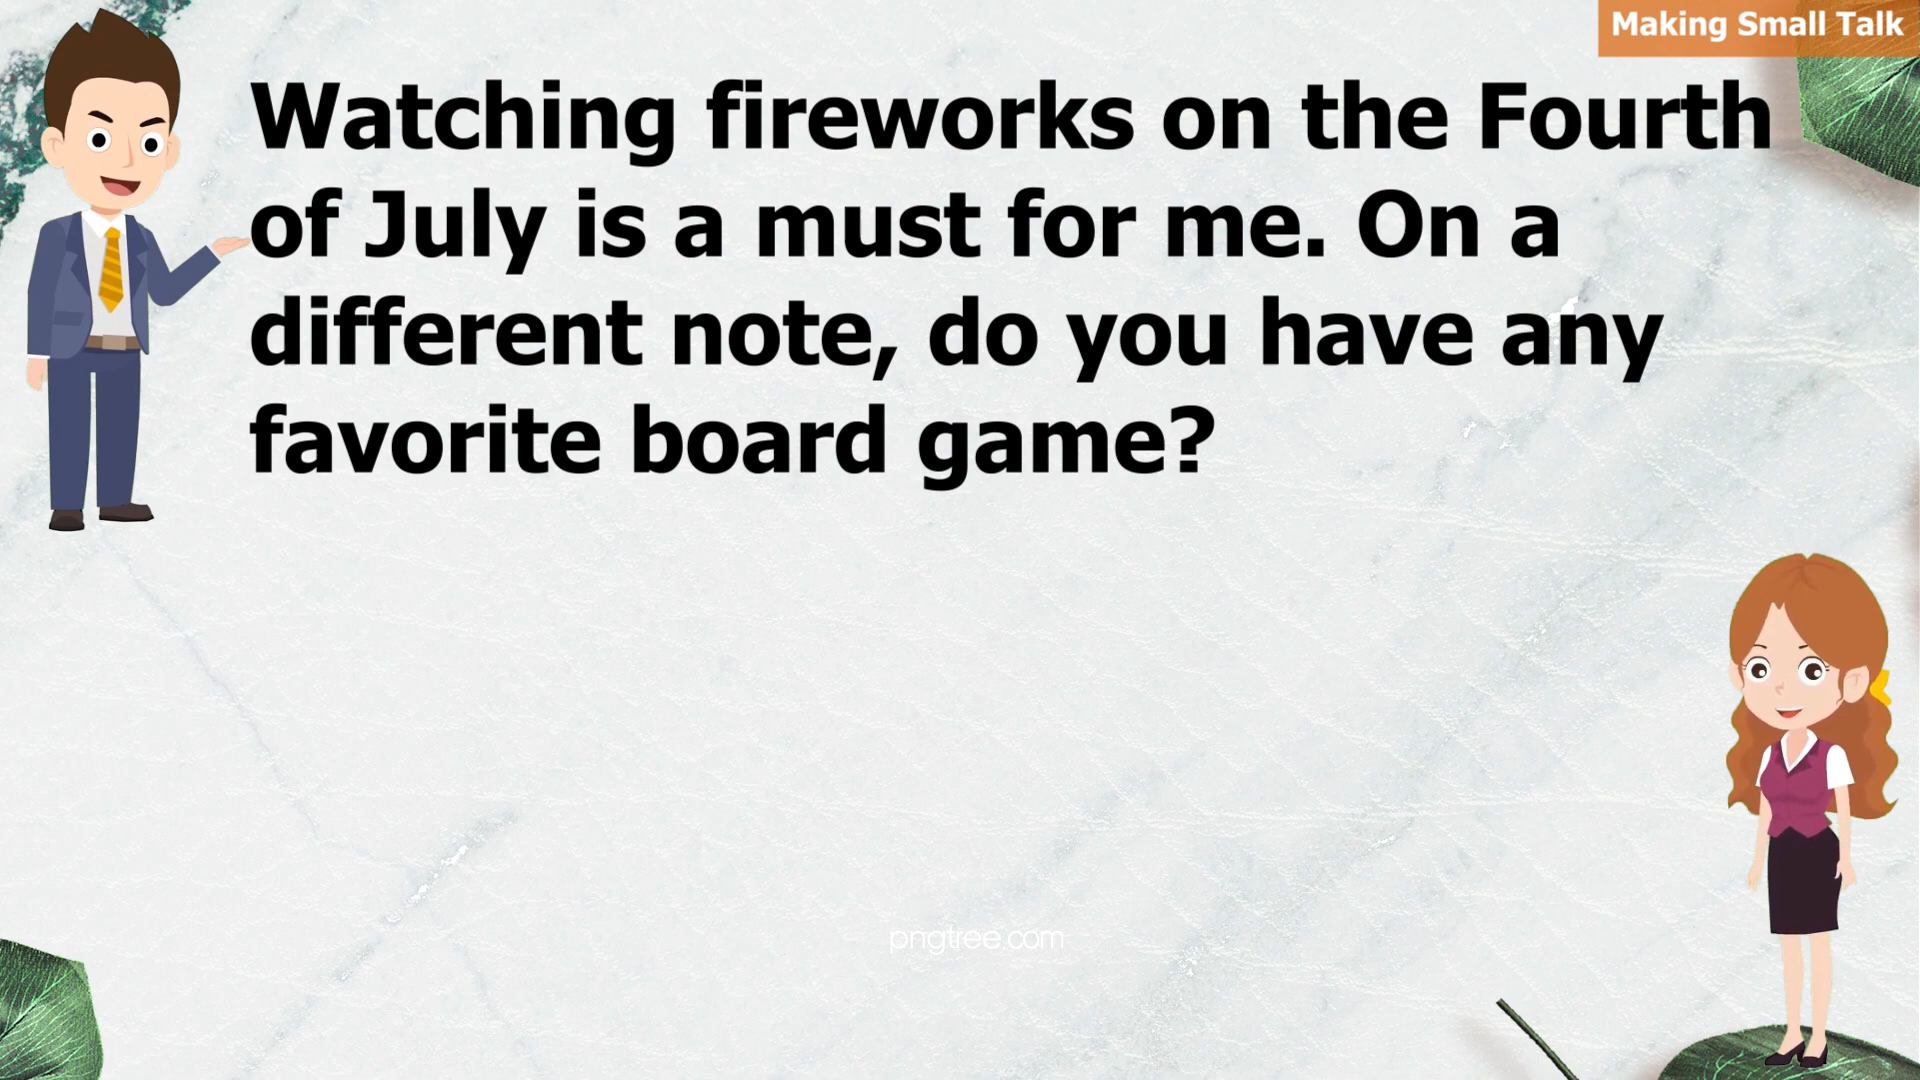 Making Small Talk
Watching fireworks on the Fourth
of July is a must for me. On a
different note, do you have any
favorite board game?
pngtree.com